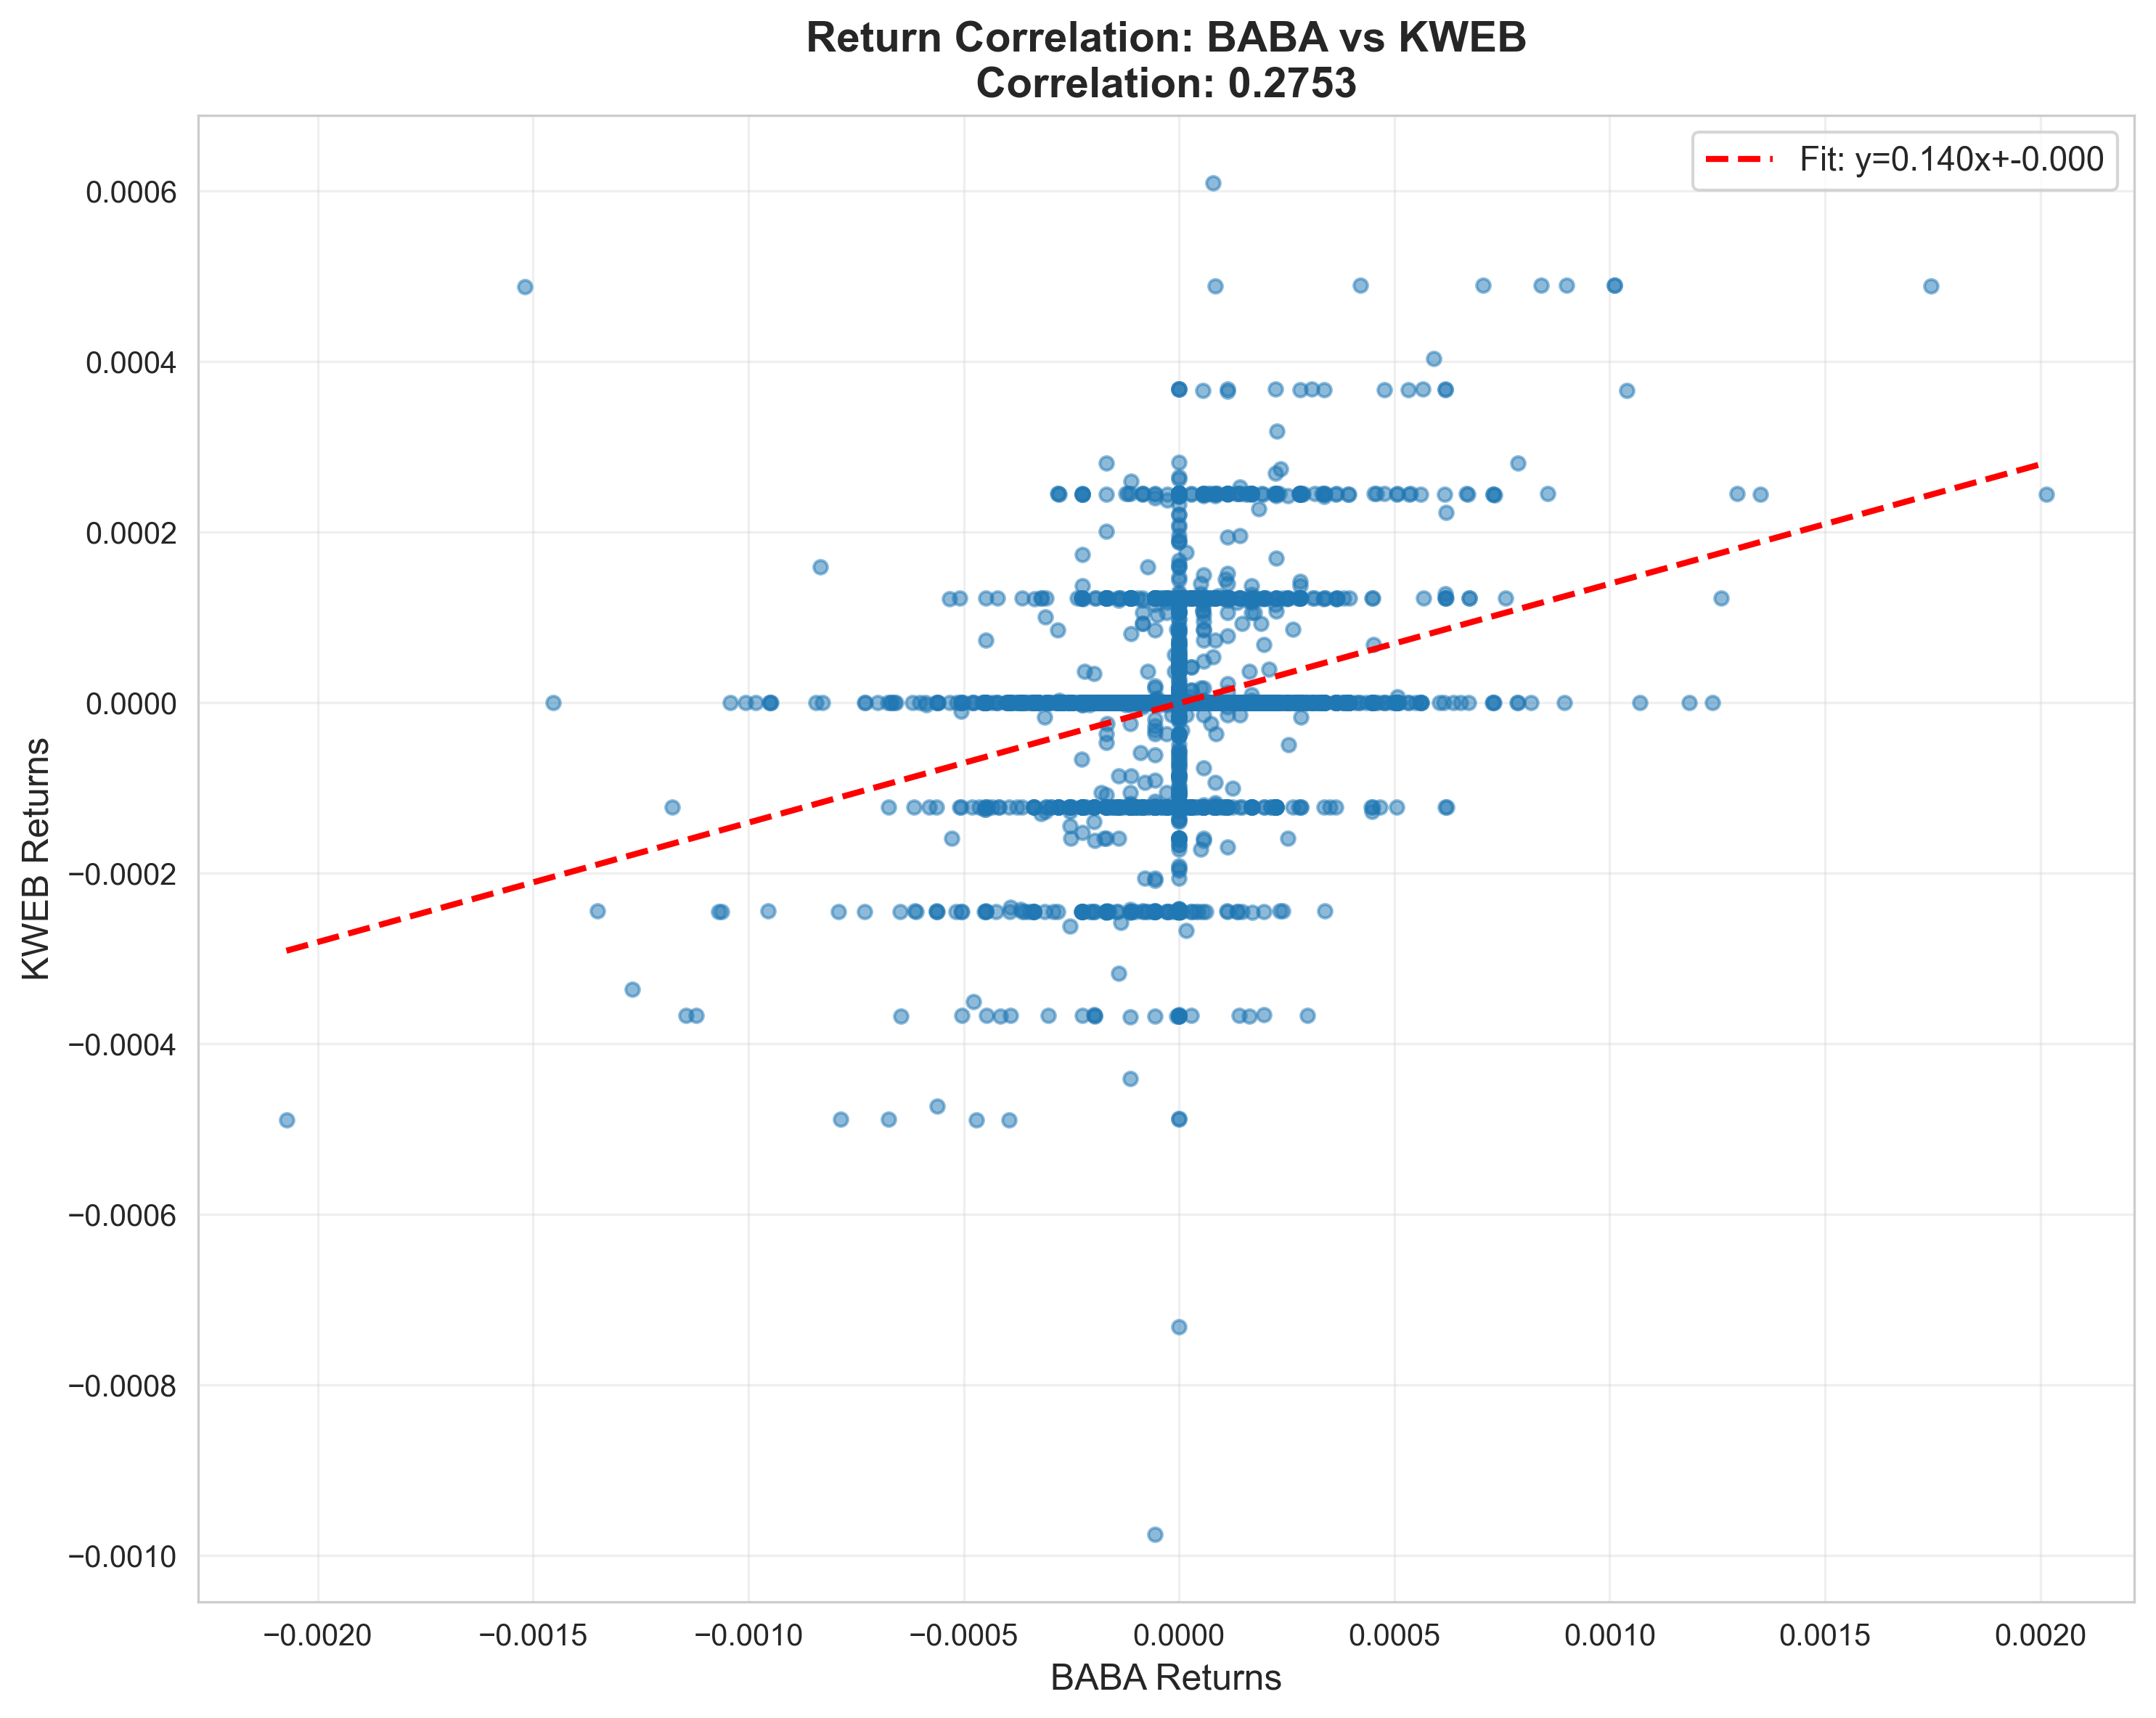 Return Correlation: BABA vs KWEB
Correlation: 0.2753
Fit: y=0.140x+-0.000
0.0006
0.0004
0.0002
0.0000
−0.0002
−0.0004
−0.0006
−0.0008
−0.0010
KWEB Returns
−0.0020 −0.0015 −0.0010 −0.0005 0.0000 0.0005 0.0010 0.0015 0.0020
BABA Returns